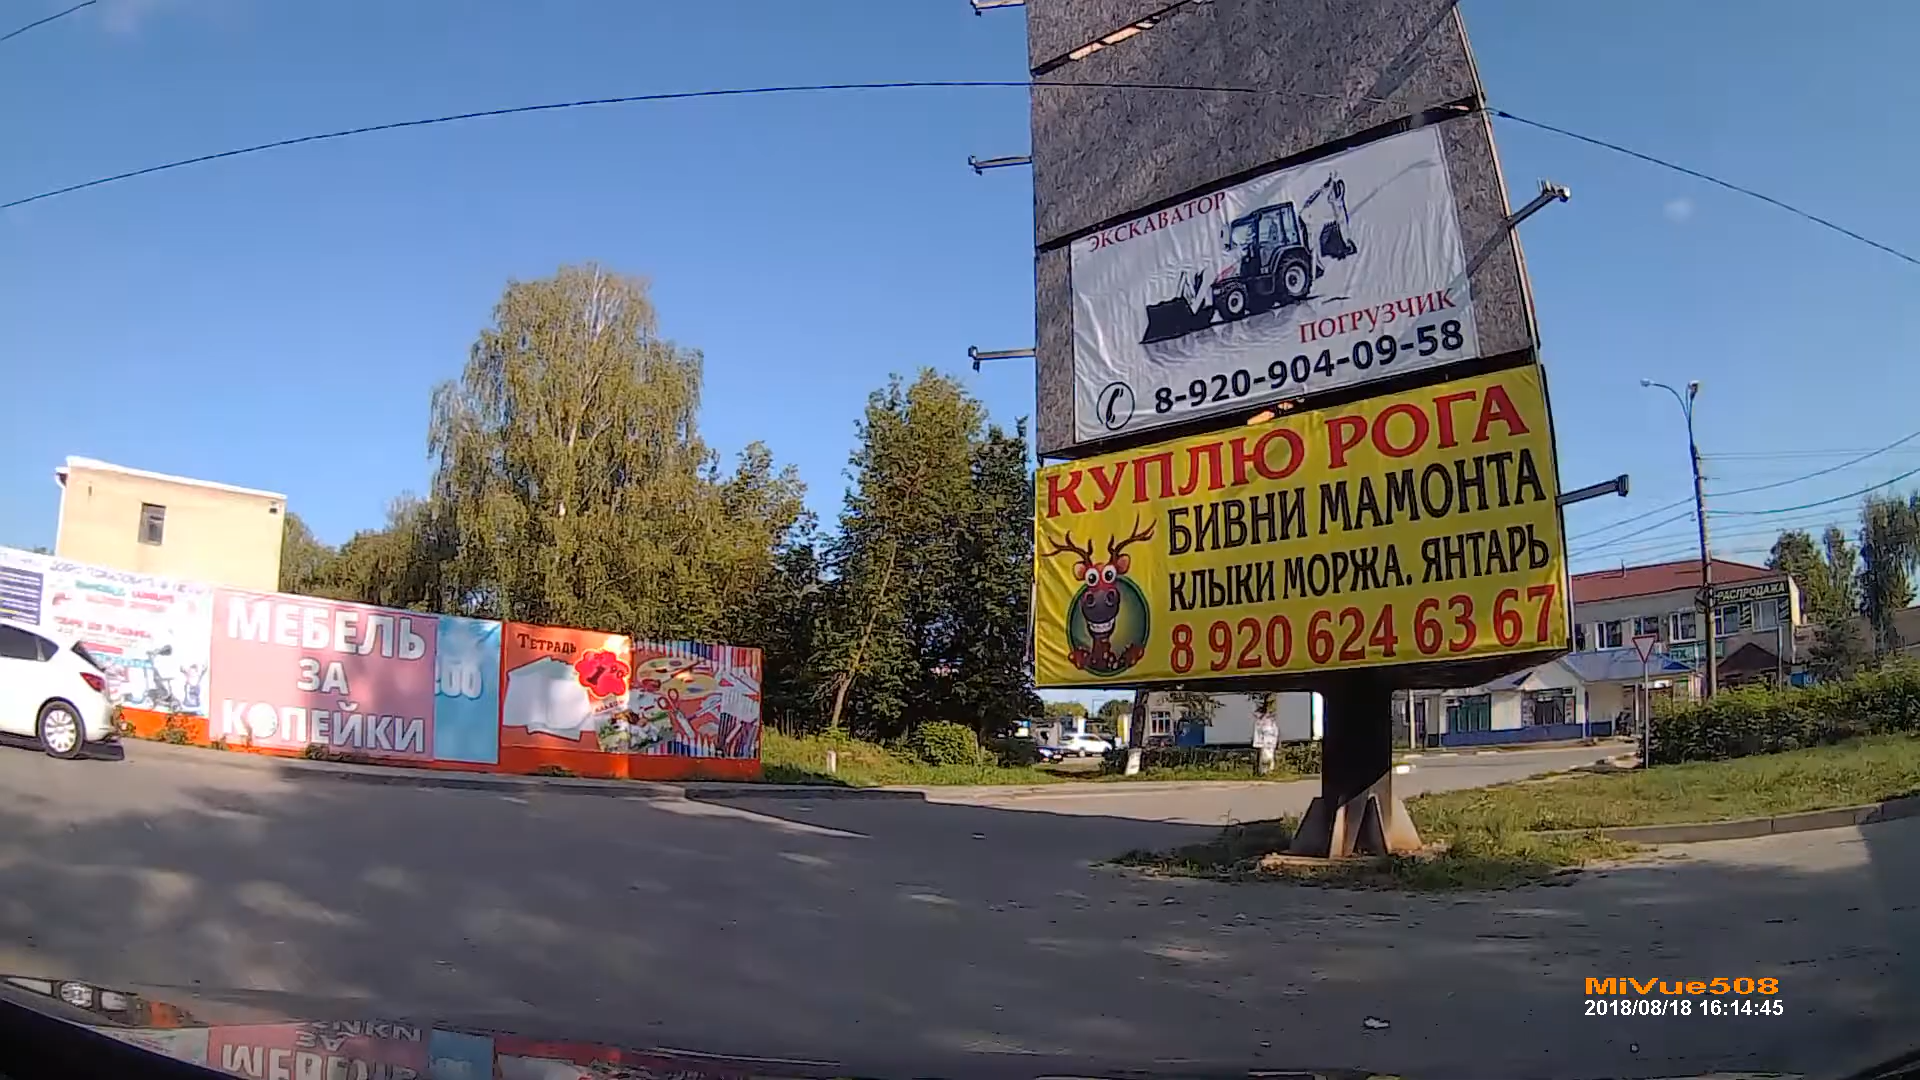 ЭКСКАВАТОР
ПОГРУЗЧИК
8-920-904-09-58
КУПЛЮ РОГА
БИВНИ МАМОНТА
КЛЫКИ МОРЖА. ЯНТАРЬ
8 920 624 63 67
РАСПРОДАЖА
МЕБЕЛЬ
ЗА
КОПЕЙКИ
ТЕТРАДЬ
MiVue508
2018/08/18 16:14:45